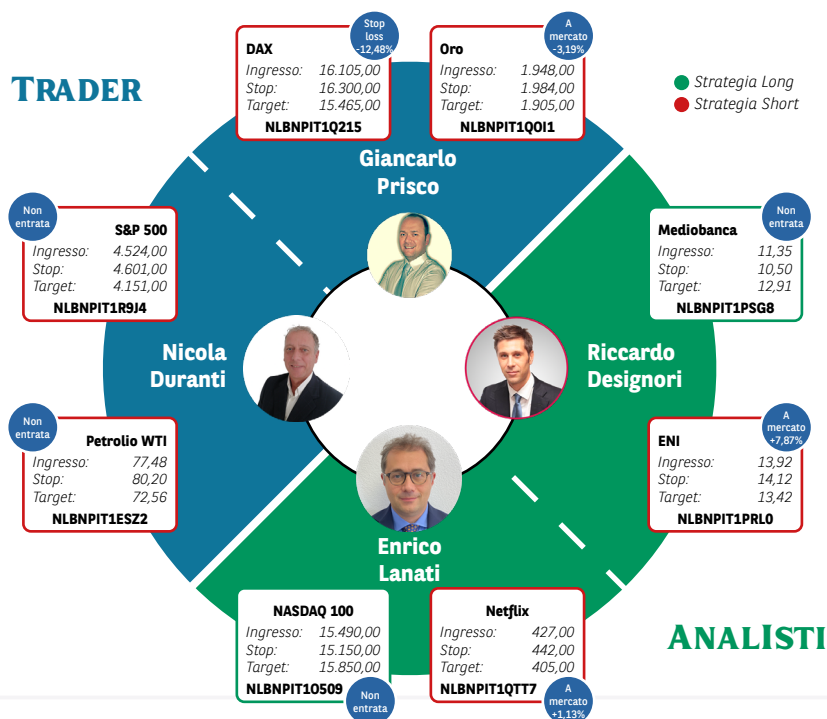 TRADER
DAX
Stop
loss
-12,48%
Ingresso: 16.105,00
Stop: 16.300,00
Target: 15.465,00
NLBNPIT1Q215
Oro
A
mercato
-3,19%
Ingresso: 1.948,00
Stop: 1.984,00
Target: 1.905,00
NLBNPIT1QOI1
Strategia Long
Strategia Short
Giancarlo
Prisco
Non
entrata
S&P 500
Ingresso: 4.524,00
Stop: 4.601,00
Target: 4.151,00
NLBNPIT1R9J4
Mediobanca
Non
entrata
Ingresso: 11,35
Stop: 10,50
Target: 12,91
NLBNPIT1PSG8
Nicola
Duranti
Riccardo
Designori
Non
entrata
Petrolio WTI
Ingresso: 77,48
Stop: 80,20
Target: 72,56
NLBNPIT1ESZ2
ENI
A
mercato
+7,87%
Ingresso: 13,92
Stop: 14,12
Target: 13,42
NLBNPIT1PRL0
Enrico
Lanati
NASDAQ 100
Ingresso: 15.490,00
Stop: 15.150,00
Target: 15.850,00
NLBNPIT1O509
Non
entrata
Netflix
Ingresso: 427,00
Stop: 442,00
Target: 405,00
NLBNPIT1QTT7
A
mercato
+1,13%
ANALISTI